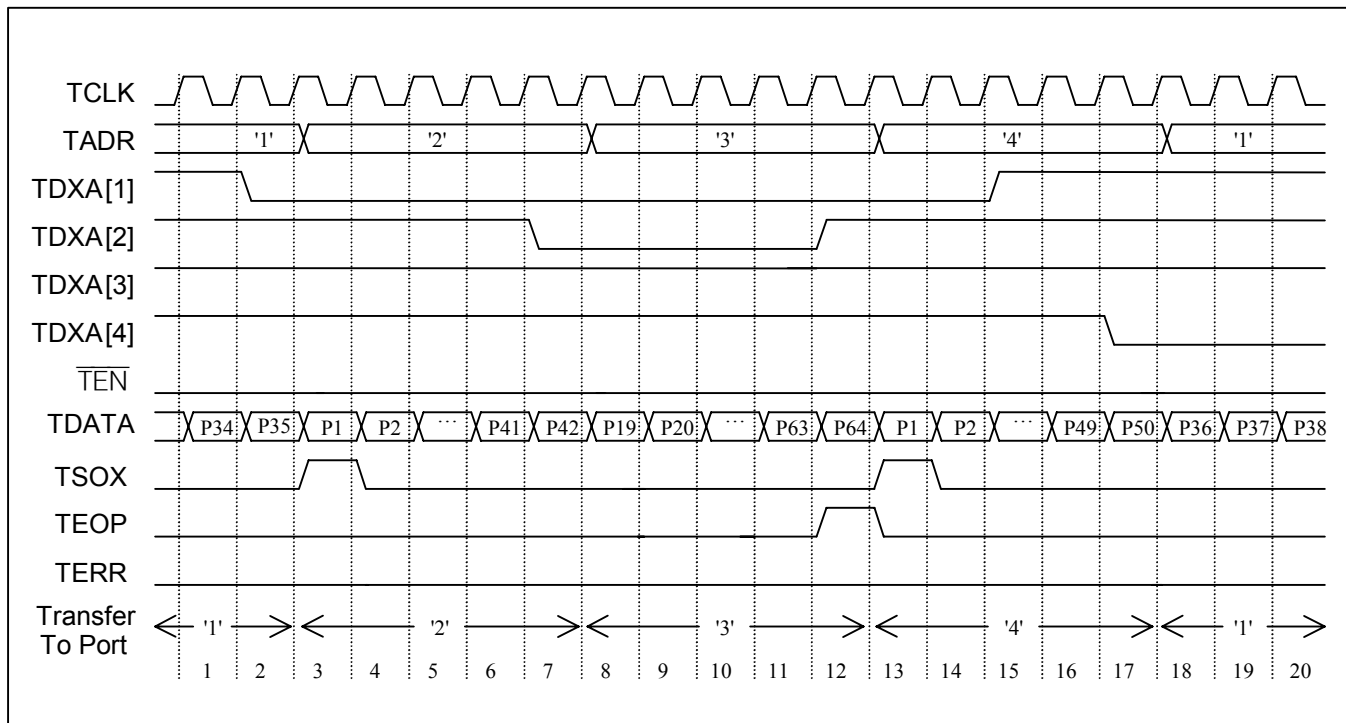 TCLK
TADR '1' '2' '3' '4' '1'
TDXA[1]
TDXA[2]
TDXA[3]
TDXA[4]
TEN
TDATA P34 P35 P1 P2 ... P41 P42 P19 P20 ... P63 P64 P1 P2 ... P49 P50 P36 P37 P38
TSOX
TEOP
TERR
Transfer
To Port '1' '2' '3' '4' '1'
1 2 3 4 5 6 7 8 9 10 11 12 13 14 15 16 17 18 19 20